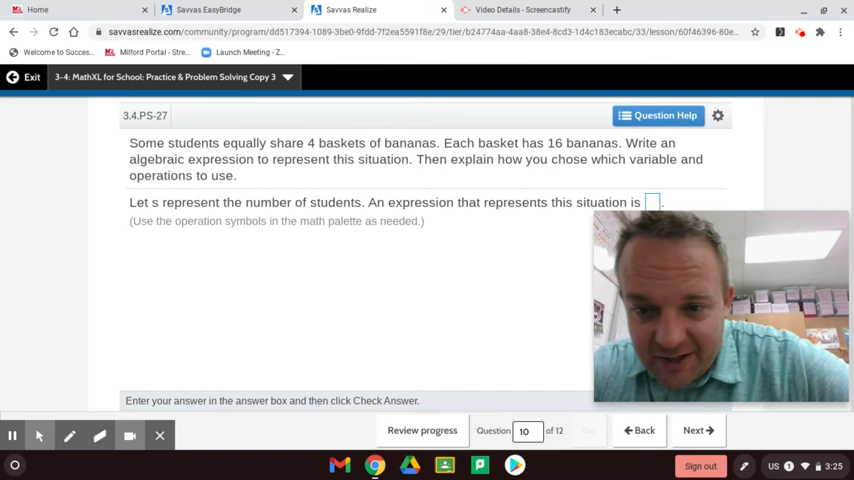 Home
Savvas EasyBridge
Savvas Realize
Video Details - Screencastify
savvasrealize.com/community/program/dd517394-1089-3be0-9fdd-7f2ea5591f8e/29/tier/b24774aa-4aa8-38e4-8cd3-1d4c183ecabc/33/lesson/60f46396-80e...
Welcome to Succes...
Milford Portal - Stre...
Launch Meeting - Z...
Exit
3-4: MathXL for School: Practice & Problem Solving Copy 3
3.4.PS-27
Question Help
Some students equally share 4 baskets of bananas. Each basket has 16 bananas. Write an
algebraic expression to represent this situation. Then explain how you chose which variable and
operations to use.
Let s represent the number of students. An expression that represents this situation is .
(Use the operation symbols in the math palette as needed.)
Enter your answer in the answer box and then click Check Answer.
Review progress
Question 10 of 12
Go
Back
Next
Sign out
US 1 3:25